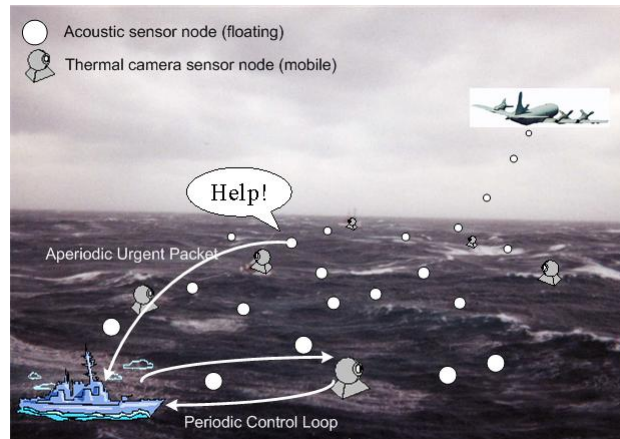 Acoustic sensor node (floating)
Thermal camera sensor node (mobile)
Help!
Aperiodic Urgent Packet
Periodic Control Loop